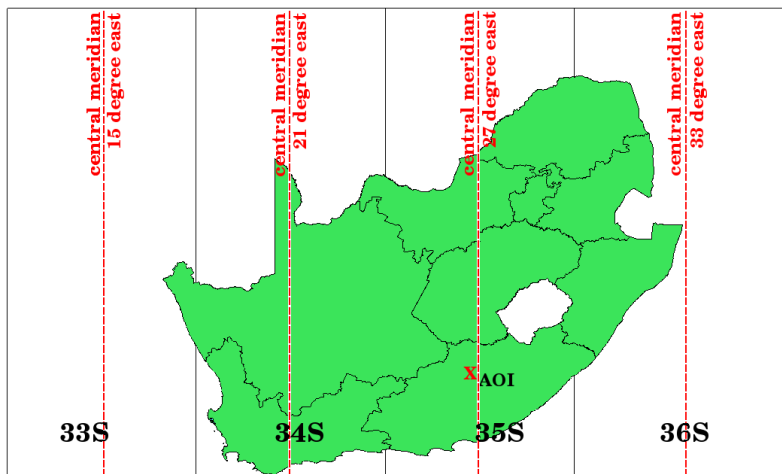 central meridian
15 degree east
central meridian
21 degree east
central meridian
27 degree east
central meridian
33 degree east
x
AOI
33S
34S
35S
36S